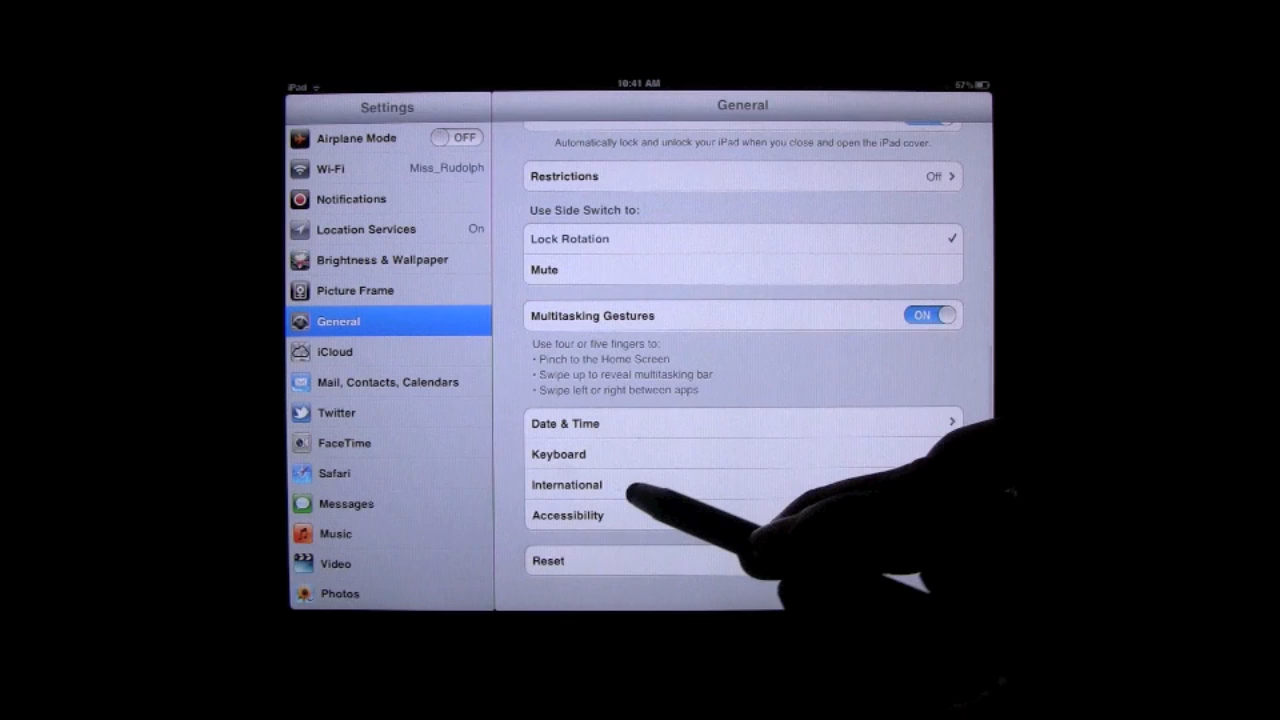 iPad 10:41 AM 57%
Settings
General
Airplane Mode OFF
Wi-Fi Miss_Rudolph
Notifications
Location Services On
Brightness & Wallpaper
Picture Frame
General
iCloud
Mail, Contacts, Calendars
Twitter
FaceTime
Safari
Messages
Music
Video
Photos
Automatically lock and unlock your iPad when you close and open the iPad cover.
Restrictions Off
Use Side Switch to:
Lock Rotation
Mute
Multitasking Gestures ON
Use four or five fingers to:
• Pinch to the Home Screen
• Swipe up to reveal multitasking bar
• Swipe left or right between apps
Date & Time
Keyboard
International
Accessibility
Reset